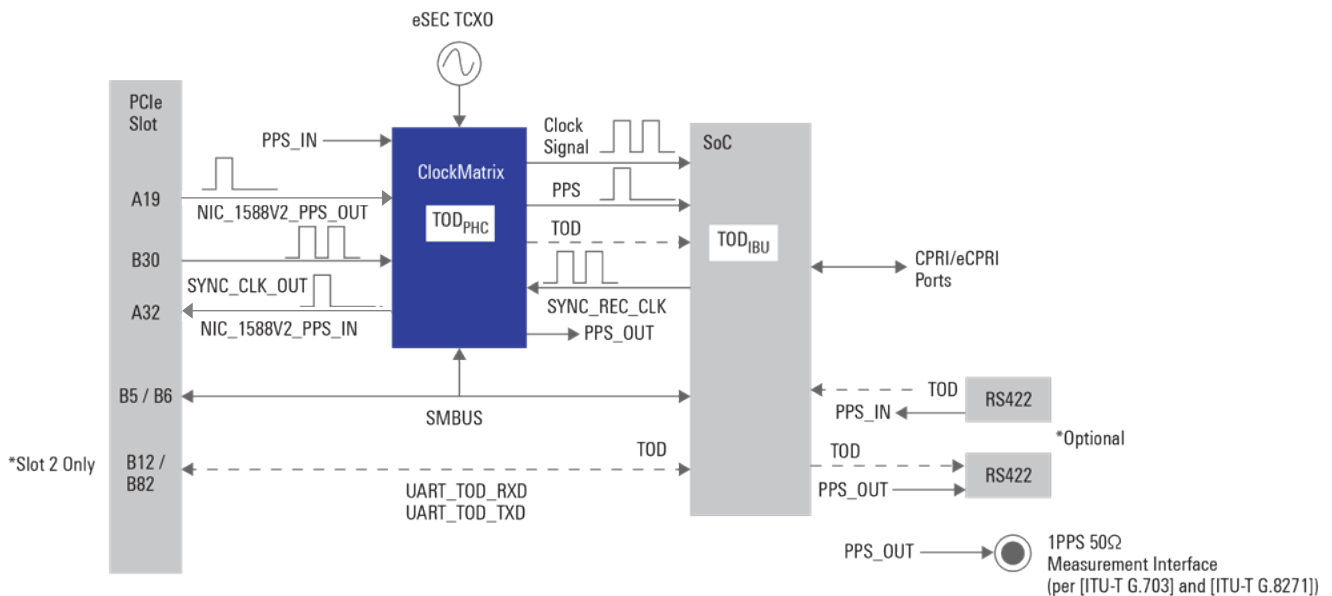 eSEC TCXO
PCIe
Slot
PPS_IN
A19
NIC_1588V2_PPS_OUT
B30
SYNC_CLK_OUT
A32
NIC_1588V2_PPS_IN
B5 / B6
SMBUS
*Slot 2 Only
B12 /
B82
UART_TOD_RXD
UART_TOD_TXD
TOD
ClockMatrix
TODPHC
Clock
Signal
PPS
TOD
SYNC_REC_CLK
PPS_OUT
SoC
TODIBU
CPRI/eCPRI
Ports
TOD
PPS_IN
RS422
*Optional
TOD
PPS_OUT
RS422
PPS_OUT
1PPS 50Ω
Measurement Interface
(per [ITU-T G.703] and [ITU-T G.8271])